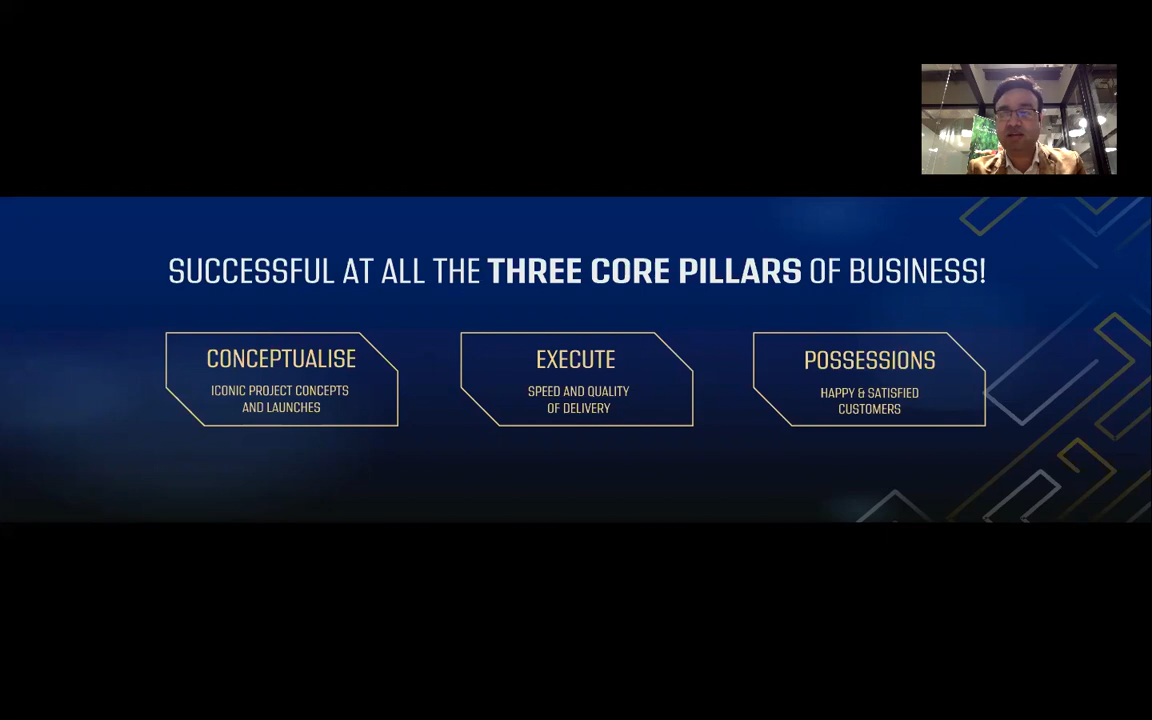 SUCCESSFUL AT ALL THE THREE CORE PILLARS OF BUSINESS!
CONCEPTUALISE
ICONIC PROJECT CONCEPTS
AND LAUNCHES
EXECUTE
SPEED AND QUALITY
OF DELIVERY
POSSESSIONS
HAPPY & SATISFIED
CUSTOMERS